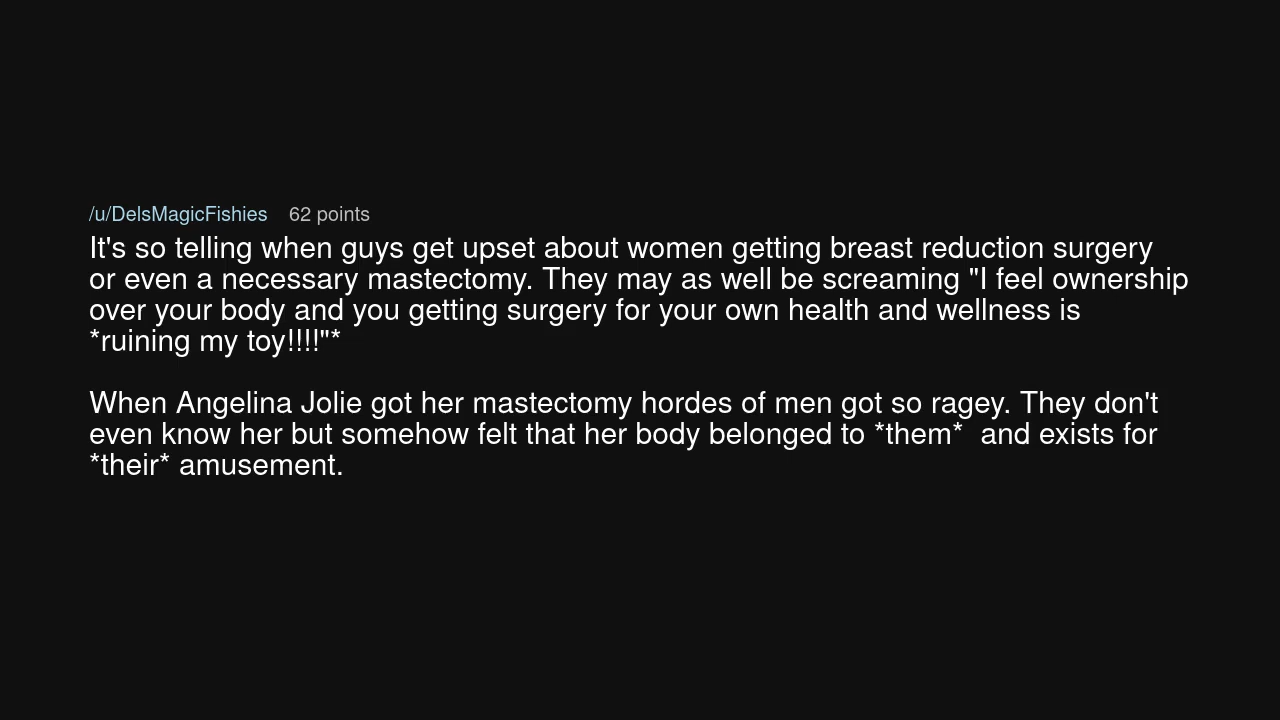 /u/DelsMagicFishies 62 points
It's so telling when guys get upset about women getting breast reduction surgery
or even a necessary mastectomy. They may as well be screaming "I feel ownership
over your body and you getting surgery for your own health and wellness is
*ruining my toy!!!!"*
When Angelina Jolie got her mastectomy hordes of men got so ragey. They don't
even know her but somehow felt that her body belonged to *them*  and exists for
*their* amusement.